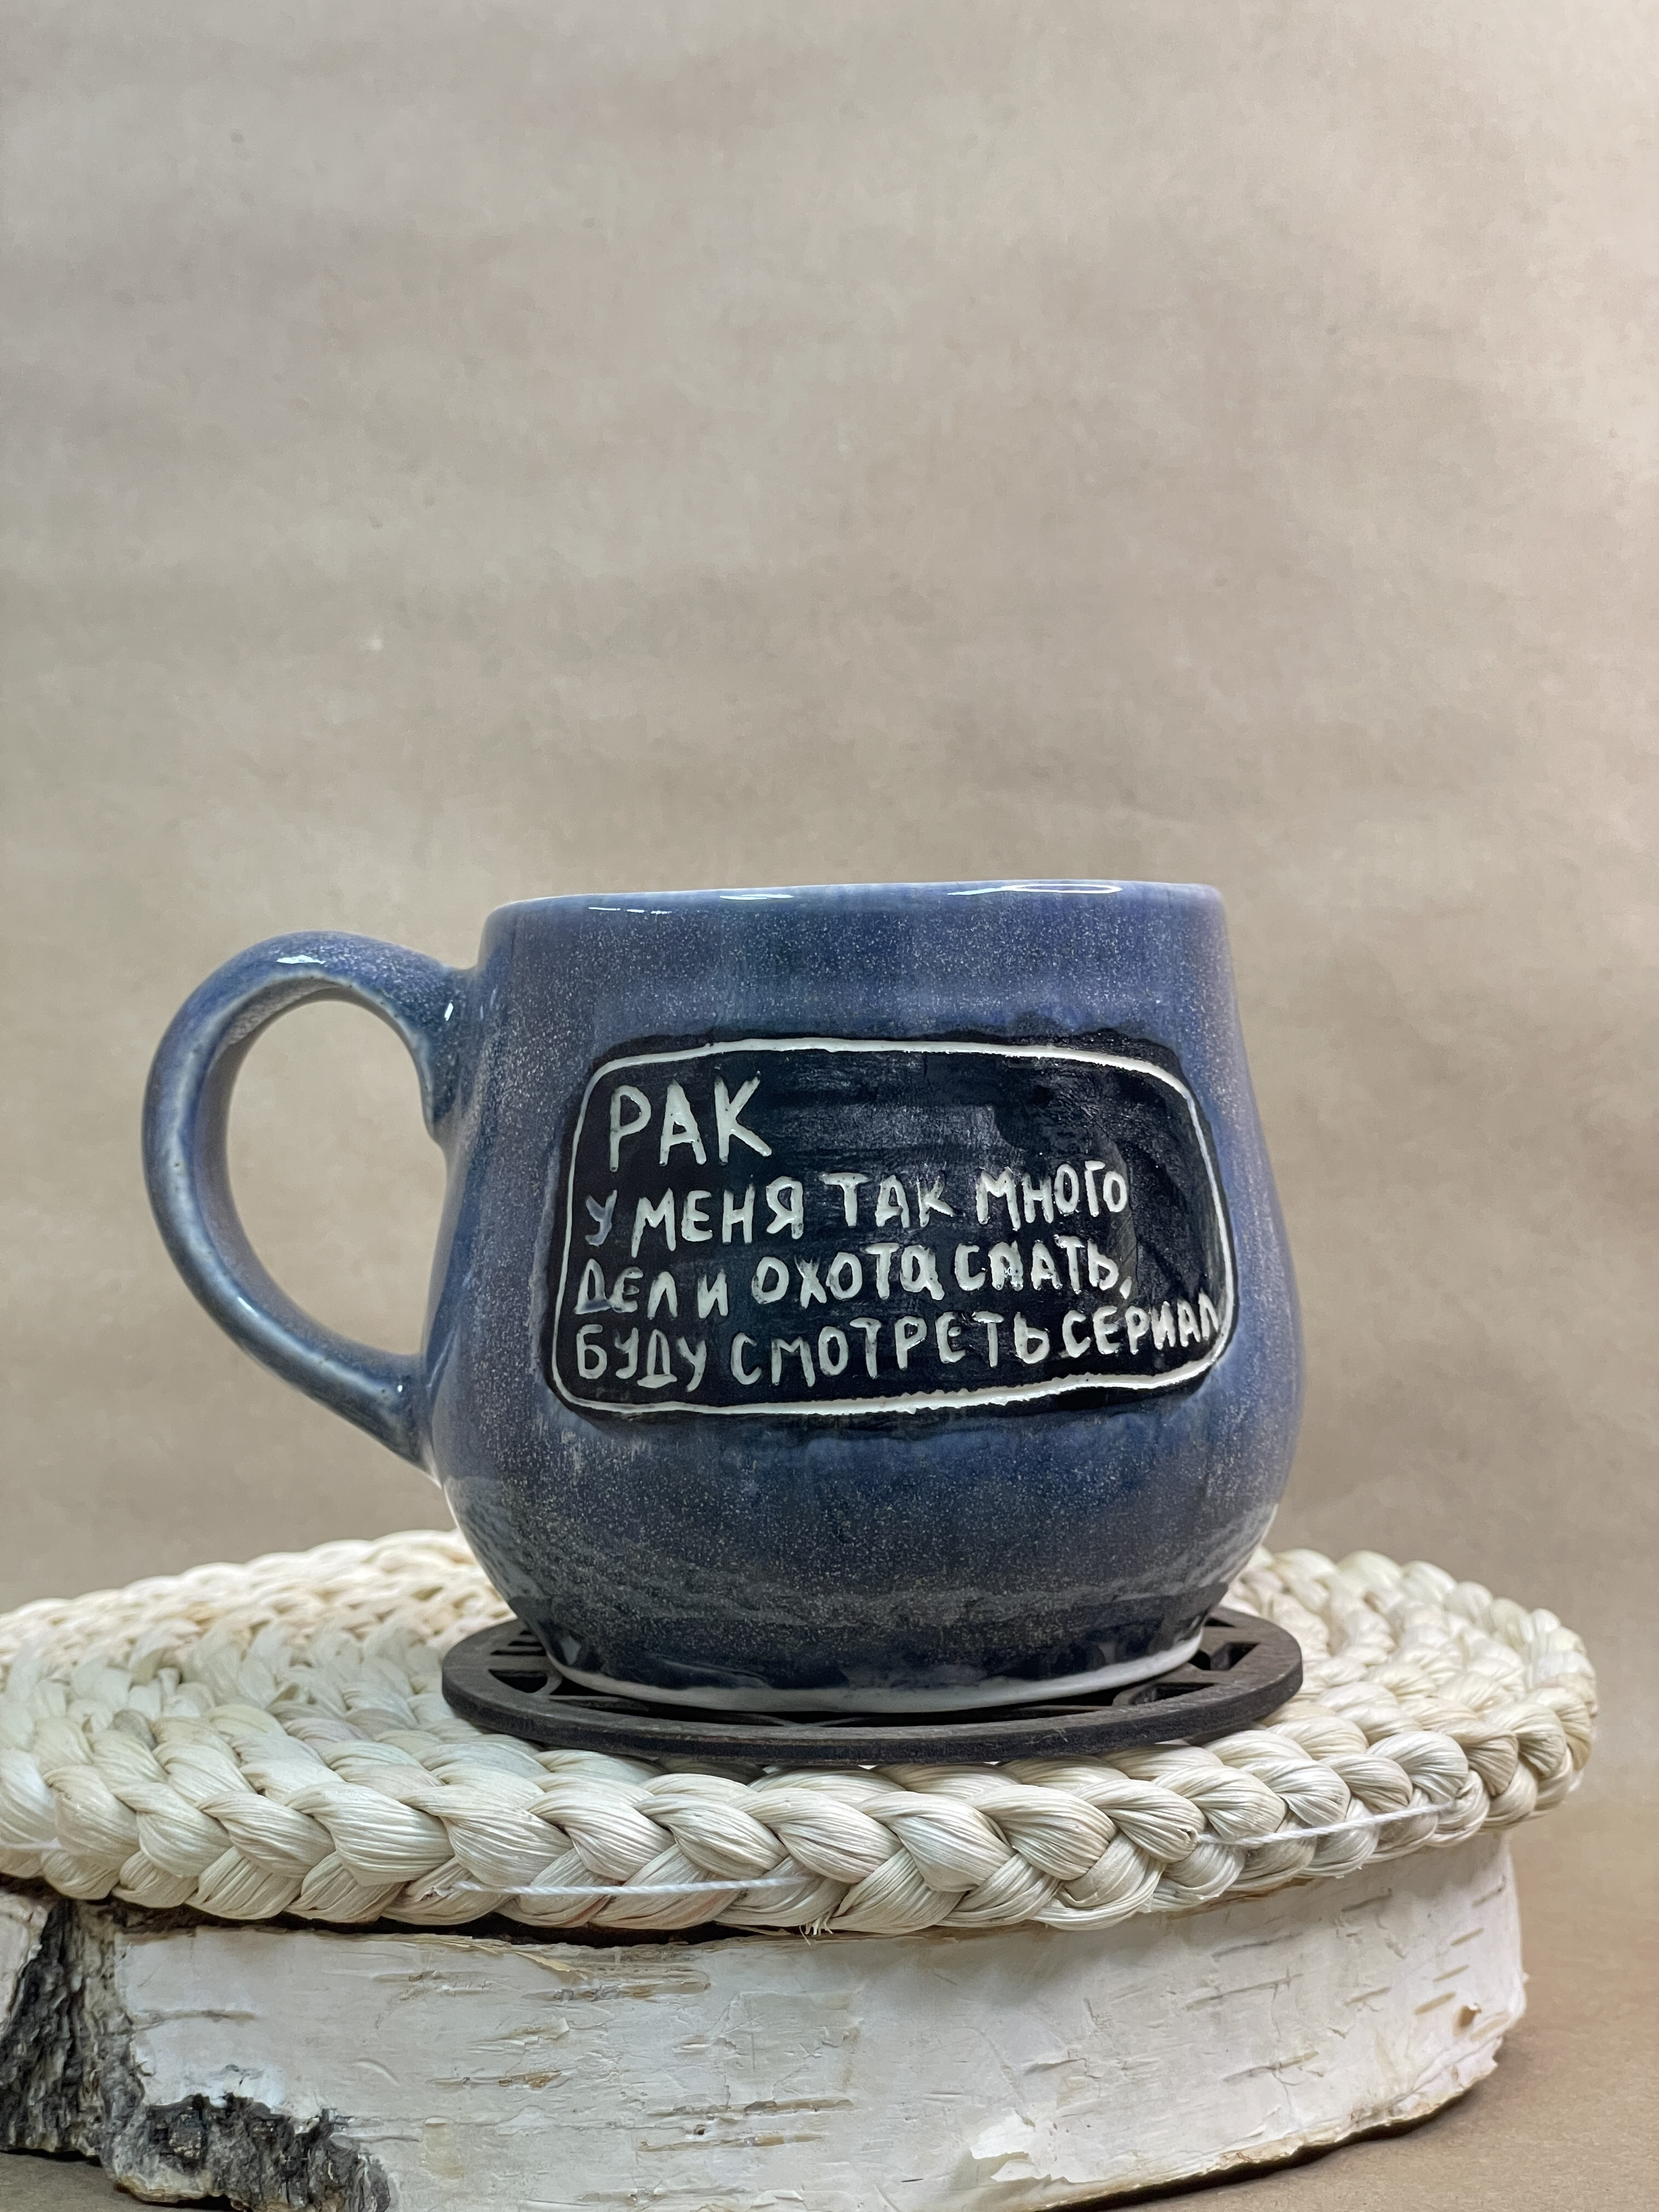 РАК
У МЕНЯ ТАК МНОГО
ДЕЛ И ОХОТА СПАТЬ,
БУДУ СМОТРЕТЬ СЕРИАЛ